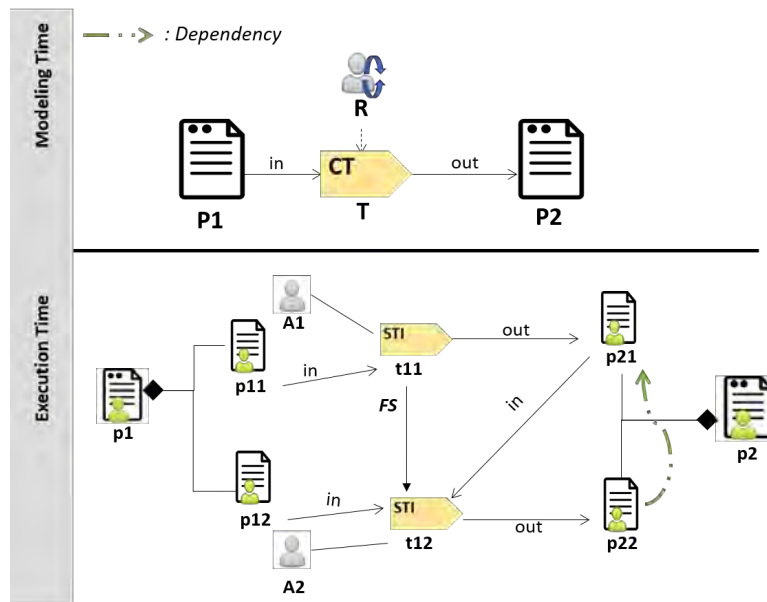 Modeling Time
: Dependency
R
CT
in
out
P1
T
P2
Execution Time
A1
STI
out
p11
in
t11
p21
p1
FS
in
p2
in
STI
p12
out
t12
p22
A2